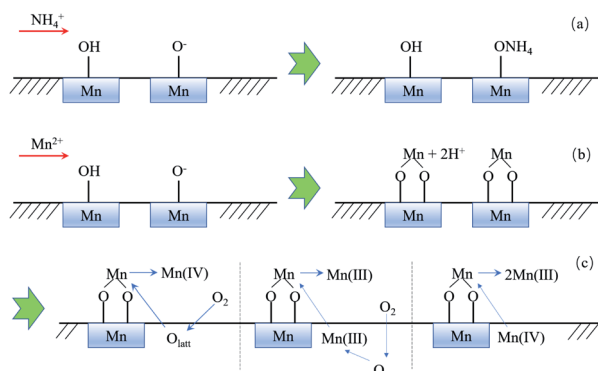 NH₄⁺
(a)
OH O⁻ OH ONH₄
Mn Mn Mn Mn
Mn²⁺
(b)
Mn + 2H⁺ Mn
OH O⁻ O O O O
Mn Mn Mn Mn
(c)
Mn Mn(IV) Mn Mn(III) Mn 2Mn(III)
O O O₂ O O O₂ O O
Mn Olatt Mn Mn(III) Mn Mn(IV)